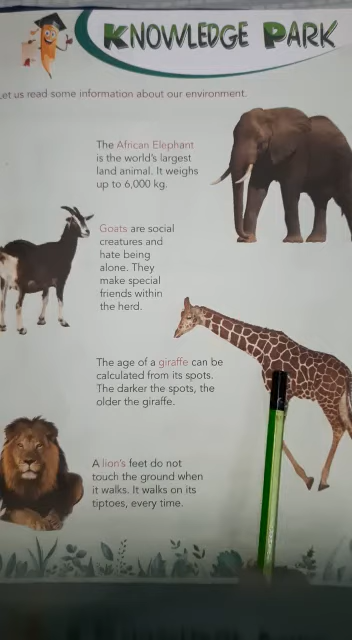 KNOWLEDGE PARK
Let us read some information about our environment.
The African Elephant
is the world's largest
land animal. It weighs
up to 6,000 kg.
Goats are social
creatures and
hate being
alone. They
make special
friends within
the herd.
The age of a giraffe can be
calculated from its spots.
The darker the spots, the
older the giraffe.
A lion's feet do not
touch the ground when
it walks. It walks on its
tiptoes, every time.